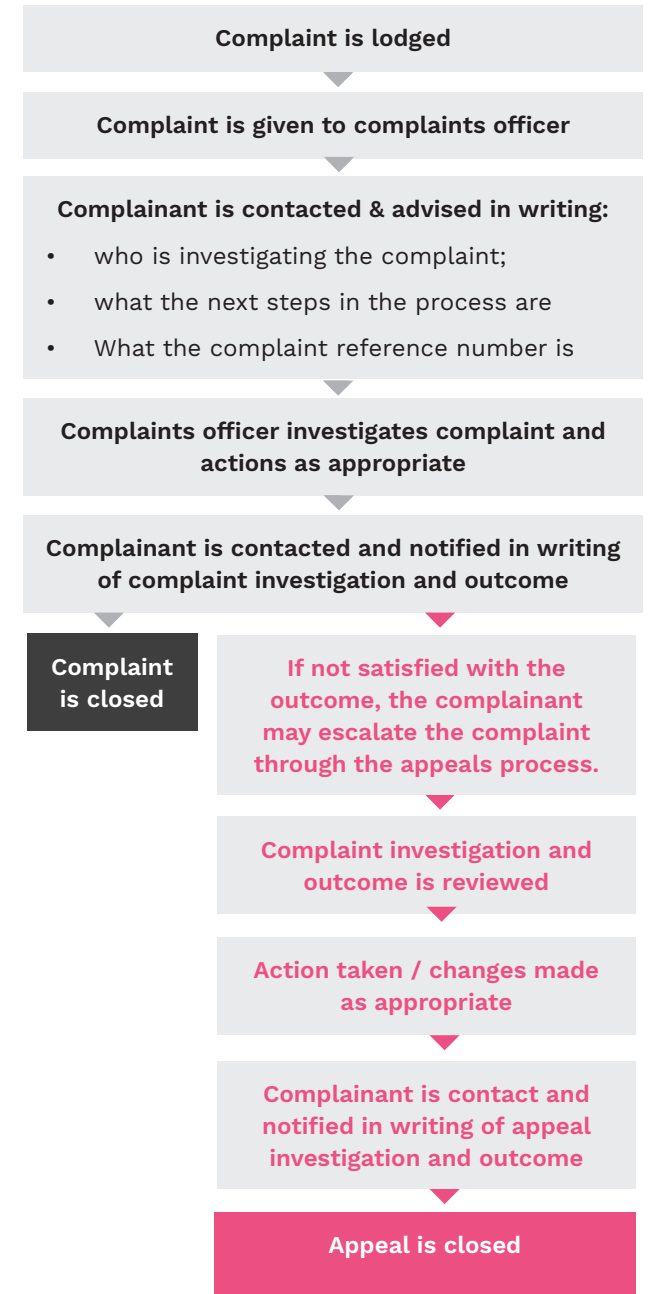 Complaint is lodged
Complaint is given to complaints officer
Complainant is contacted & advised in writing:
• who is investigating the complaint;
• what the next steps in the process are
• What the complaint reference number is
Complaints officer investigates complaint and
actions as appropriate
Complainant is contacted and notified in writing
of complaint investigation and outcome
Complaint
is closed
If not satisfied with the
outcome, the complainant
may escalate the complaint
through the appeals process.
Complaint investigation and
outcome is reviewed
Action taken / changes made
as appropriate
Complainant is contact and
notified in writing of appeal
investigation and outcome
Appeal is closed